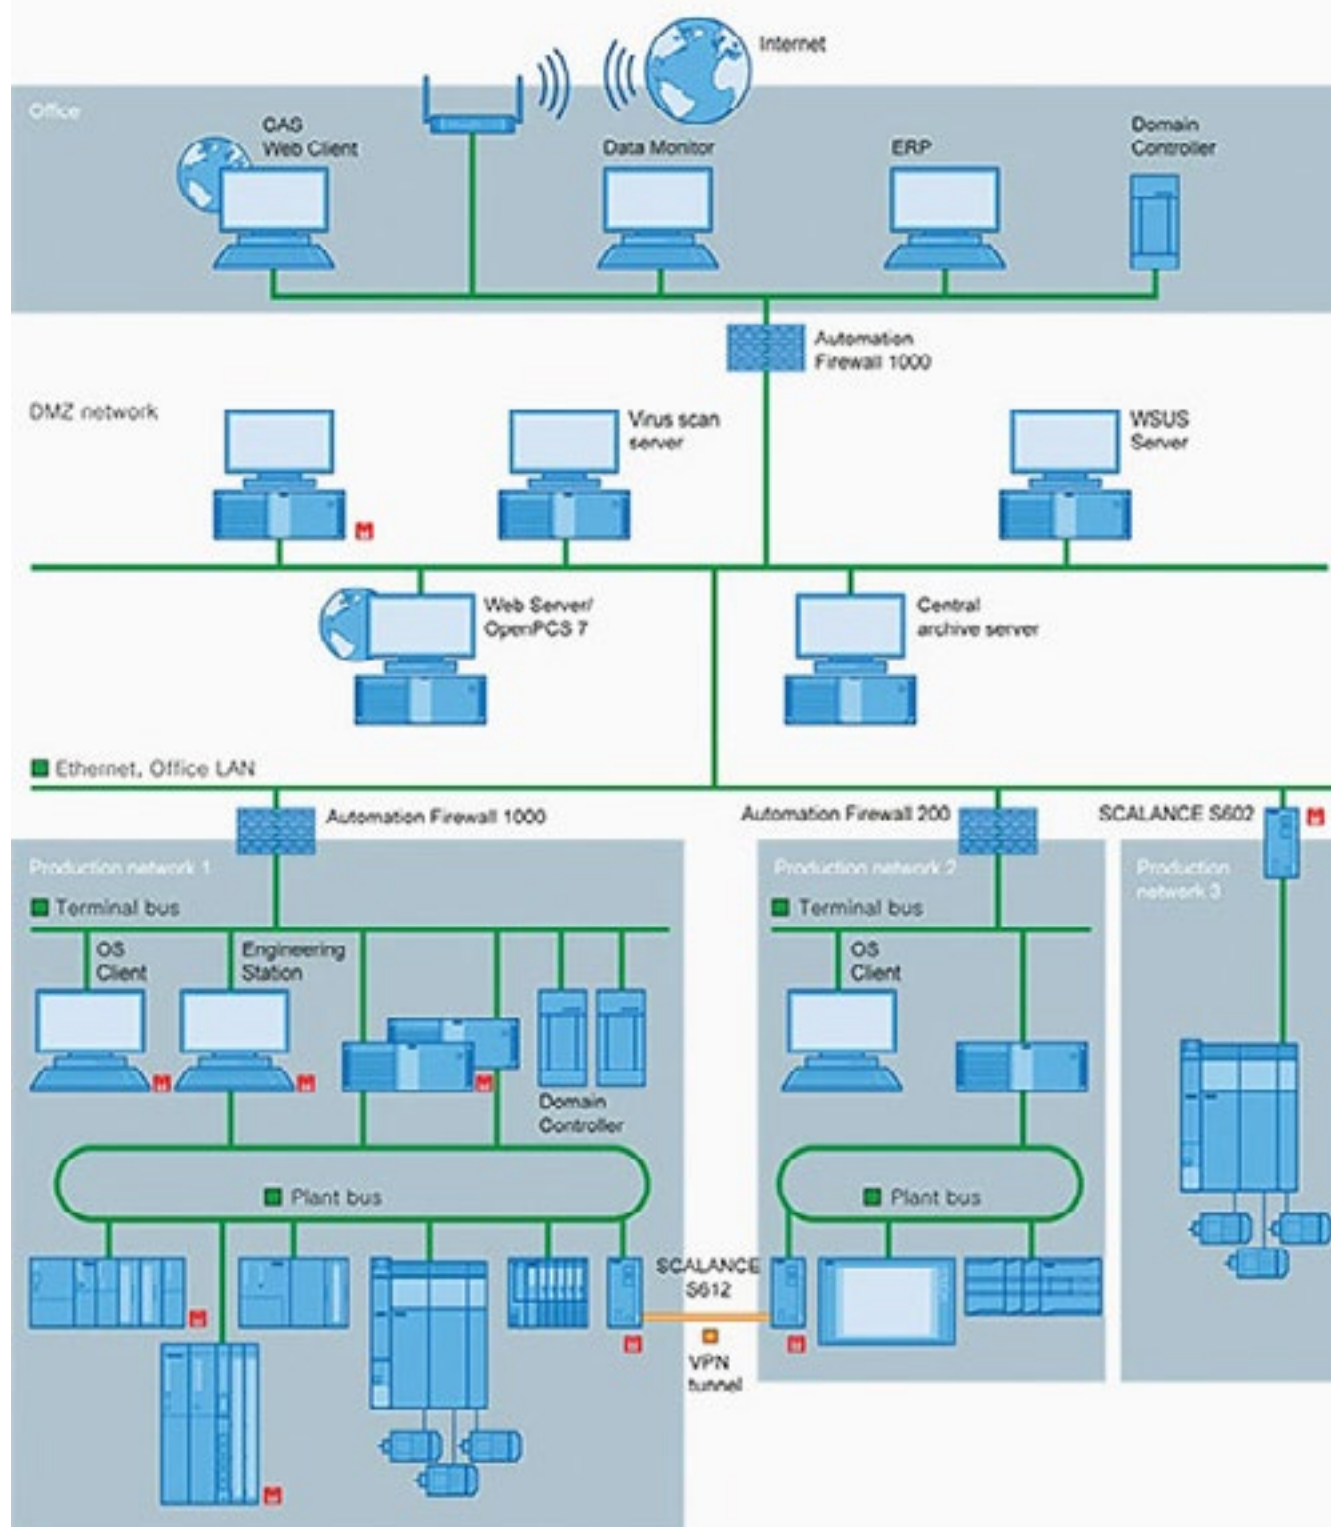 Internet
Office
CAS
Web Client
Data Monitor
ERP
Domain
Controller
Automation
Firewall 1000
DMZ network
Virus scan
server
WSUS
Server
Web Server/
OpenPCS 7
Central
archive server
Ethernet, Office LAN
Automation Firewall 1000
Automation Firewall 200
SCALANCE S602
Production network 1
Production network 2
Production
network 3
Terminal bus
Terminal bus
OS
Client
Engineering
Station
OS
Client
Domain
Controller
Plant bus
Plant bus
SCALANCE
S612
VPN
tunnel